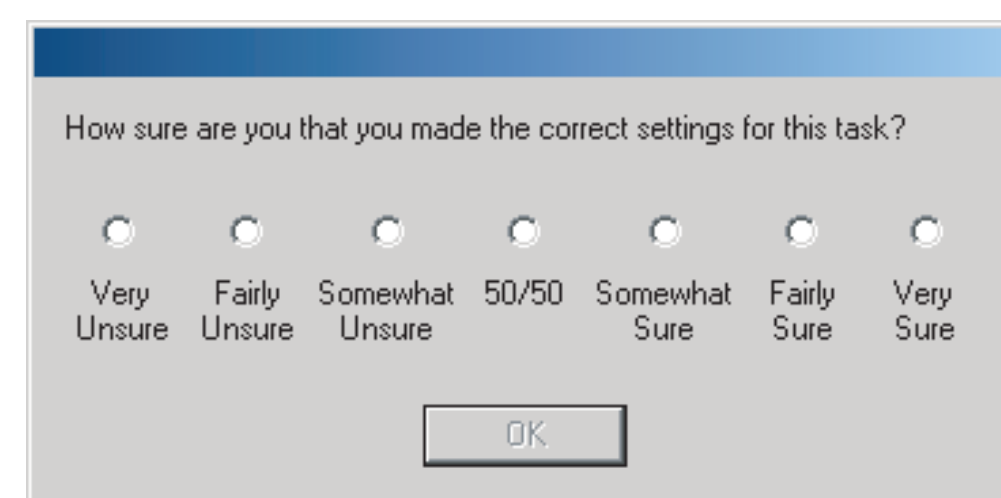 How sure are you that you made the correct settings for this task?
Very Fairly Somewhat 50/50 Somewhat Fairly Very
Unsure Unsure Unsure Sure Sure Sure
OK